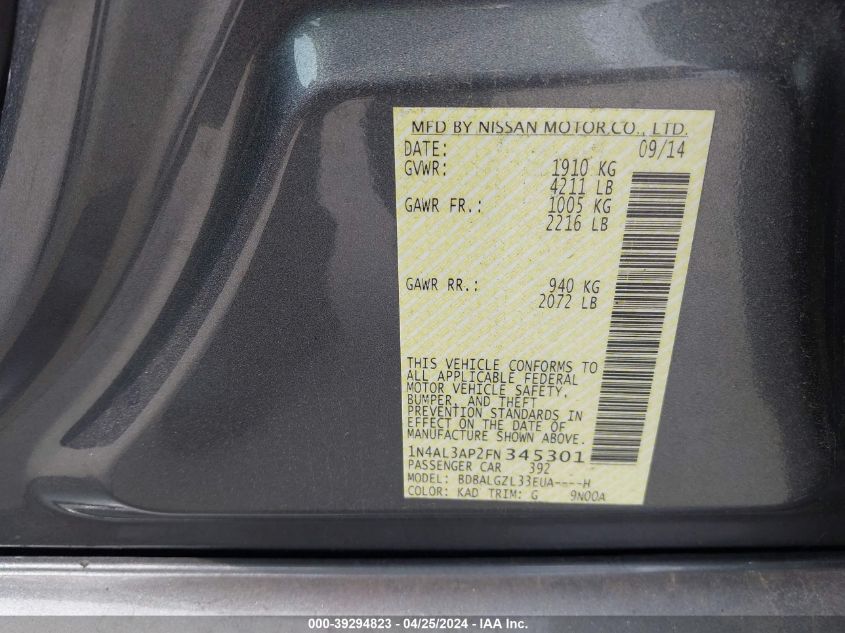 MFD BY NISSAN MOTOR CO., LTD.
DATE: 09/14
GVWR: 1910 KG
4211 LB
GAWR FR.: 1005 KG
2216 LB
GAWR RR.: 940 KG
2072 LB
THIS VEHICLE CONFORMS TO
ALL APPLICABLE FEDERAL
MOTOR VEHICLE SAFETY,
BUMPER, AND THEFT
PREVENTION STANDARDS IN
EFFECT ON THE DATE OF
MANUFACTURE SHOWN ABOVE.
1N4AL3AP2FN 345301
PASSENGER CAR 392
MODEL: BDBALGZL33EUA----H
COLOR: KAD TRIM: G 9N00A
000-39294823 - 04/25/2024 - IAA Inc.